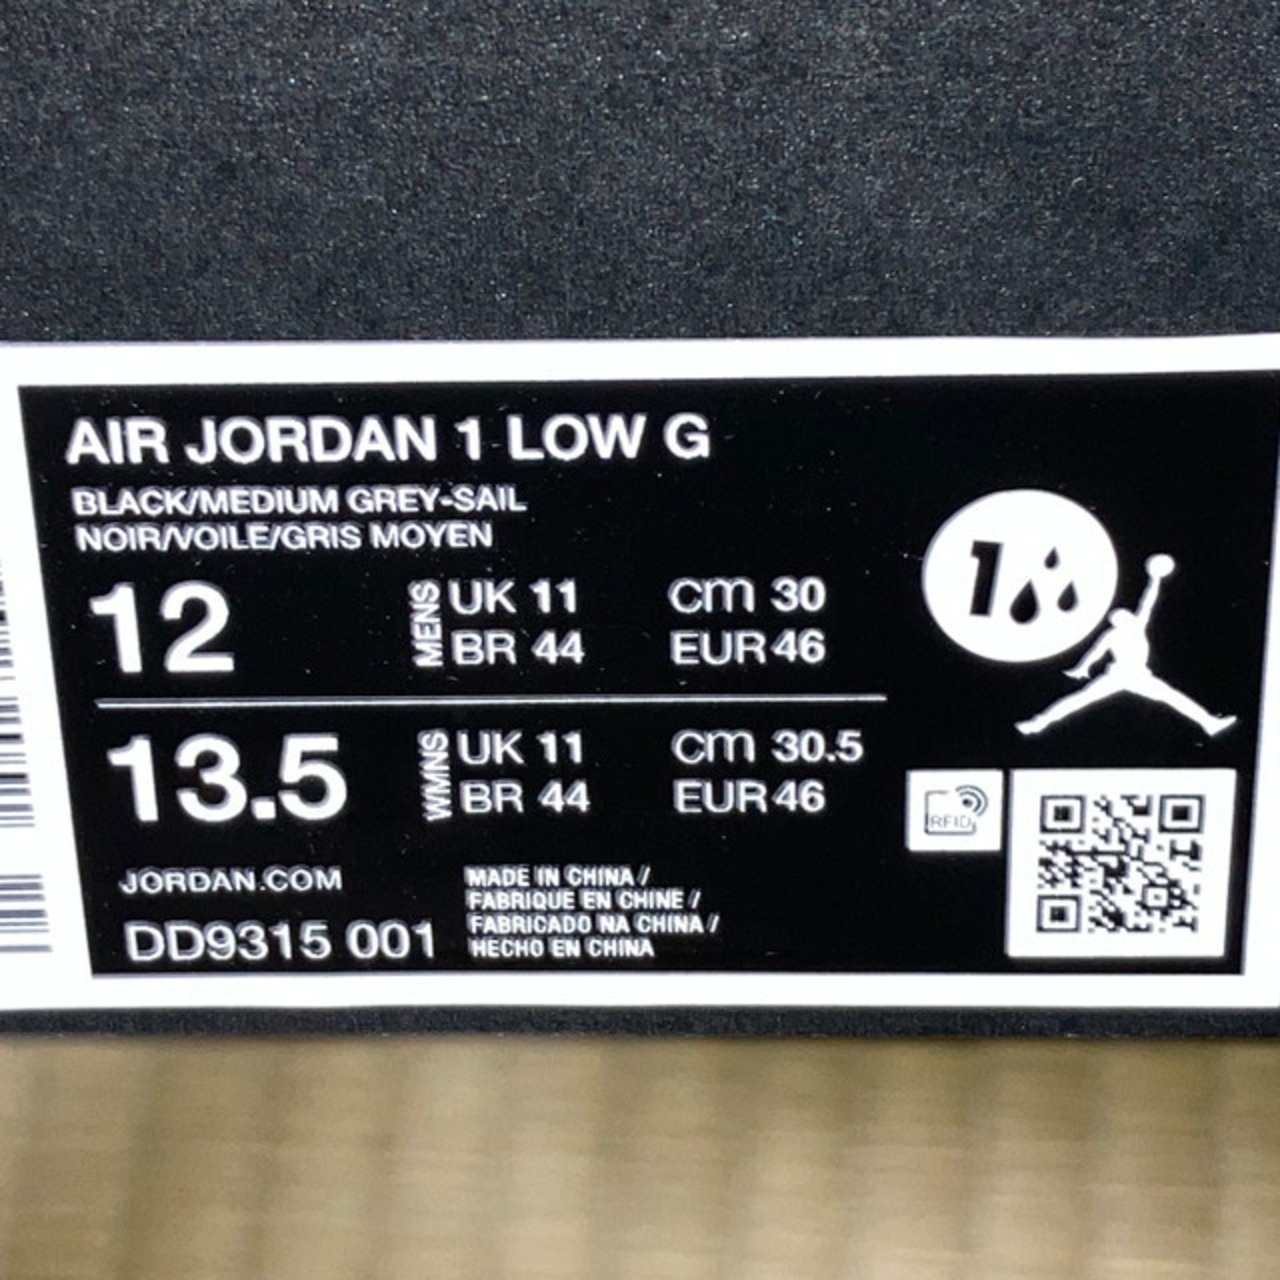 AIR JORDAN 1 LOW G
BLACK/MEDIUM GREY-SAIL
NOIR/VOILE/GRIS MOYEN
12 MENS UK 11 cm 30
BR 44 EUR 46
13.5 WMNS UK 11 cm 30.5
BR 44 EUR 46
1
RFID
JORDAN.COM
DD9315 001
MADE IN CHINA /
FABRIQUE EN CHINE /
FABRICADO NA CHINA /
HECHO EN CHINA